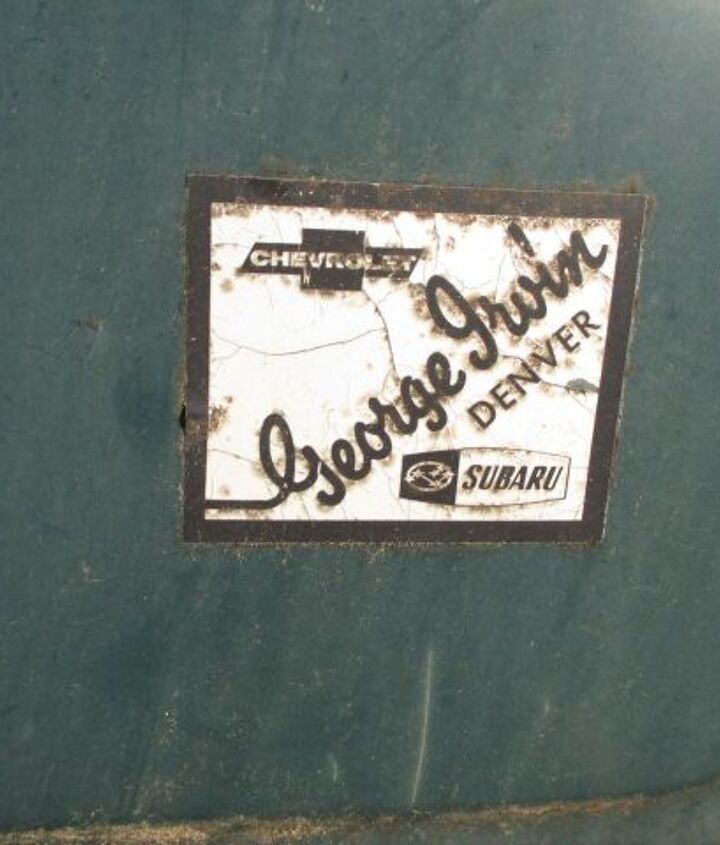 CHEVROLET
George Irvin
DENVER
SUBARU